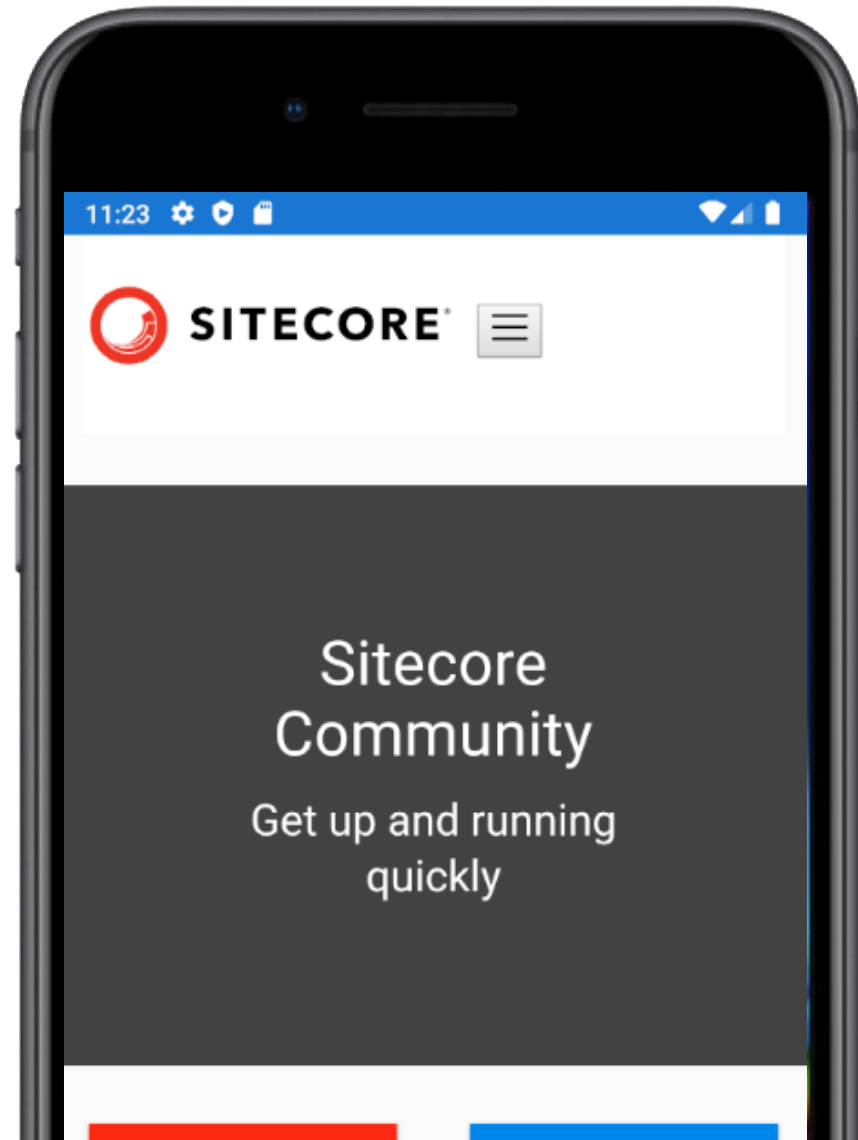 11:23
SITECORE®
Sitecore
Community
Get up and running
quickly